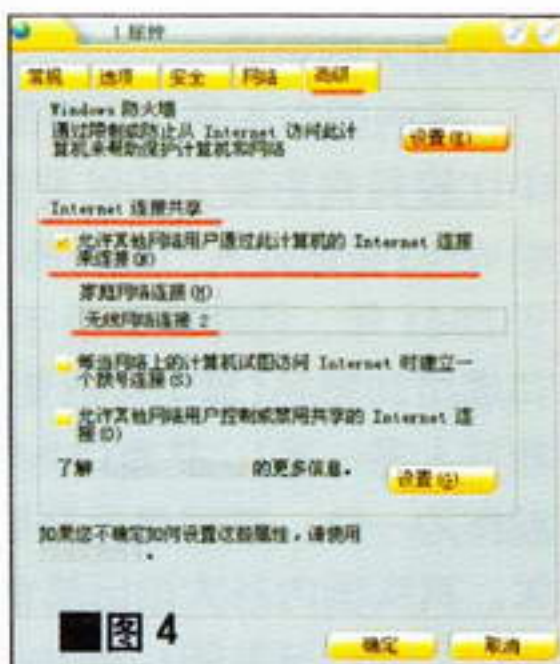 1 属性
常规 选项 安全 网络 高级
Windows 防火墙
通过限制或防止从 Internet 访问此计
算机来帮助保护计算机和网络
设置(E)...
Internet 连接共享
允许其他网络用户通过此计算机的 Internet 连接
来连接(N)
家庭网络连接(M)
无线网络连接 2
每当网络上的计算机试图访问 Internet 时建立一
个拨号连接(S)
允许其他网络用户控制或禁用共享的 Internet 连
接(O)
了解 的更多信息。
设置(G)...
如果您不确定如何设置这些属性，请使用
。
图 4
确定 取消